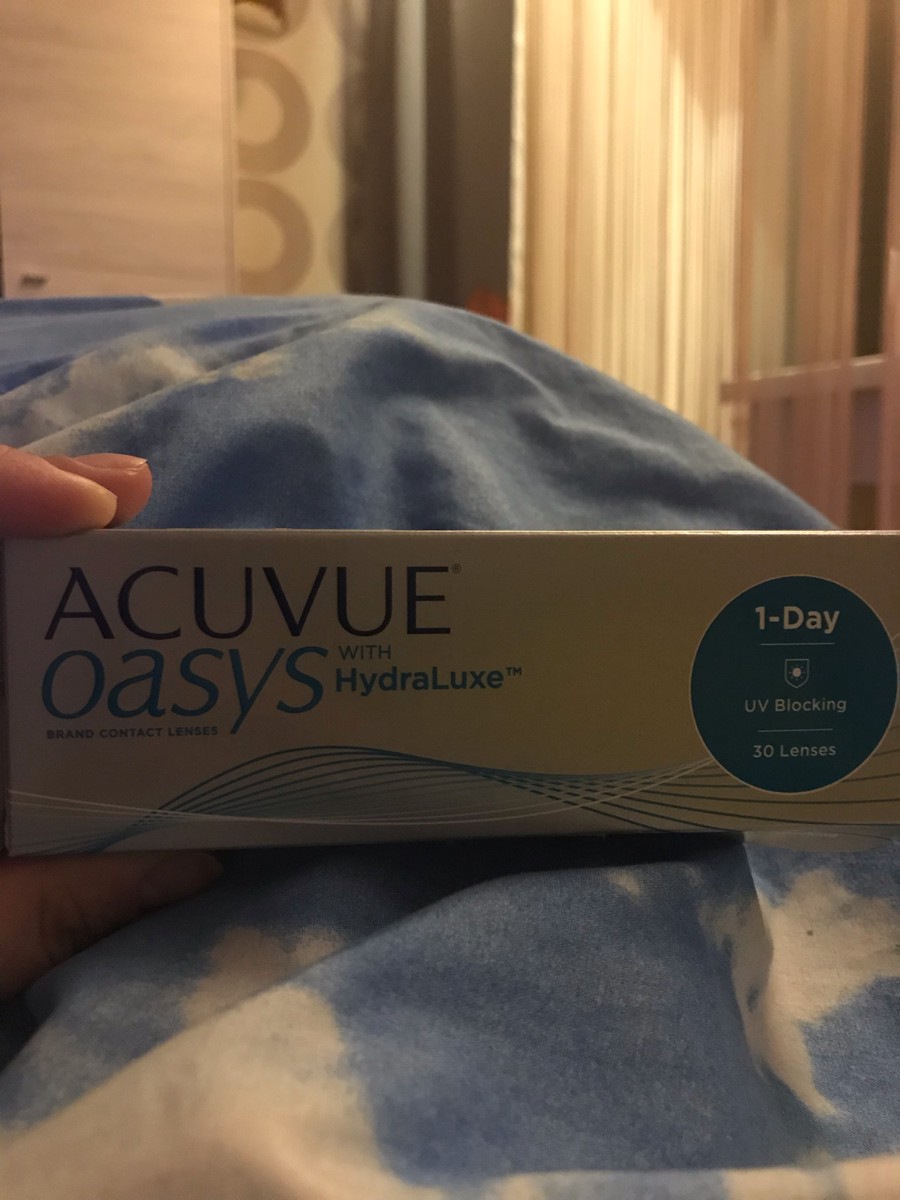 ACUVUE®
oasys WITH
HydraLuxe™
BRAND CONTACT LENSES
1-Day
UV Blocking
30 Lenses